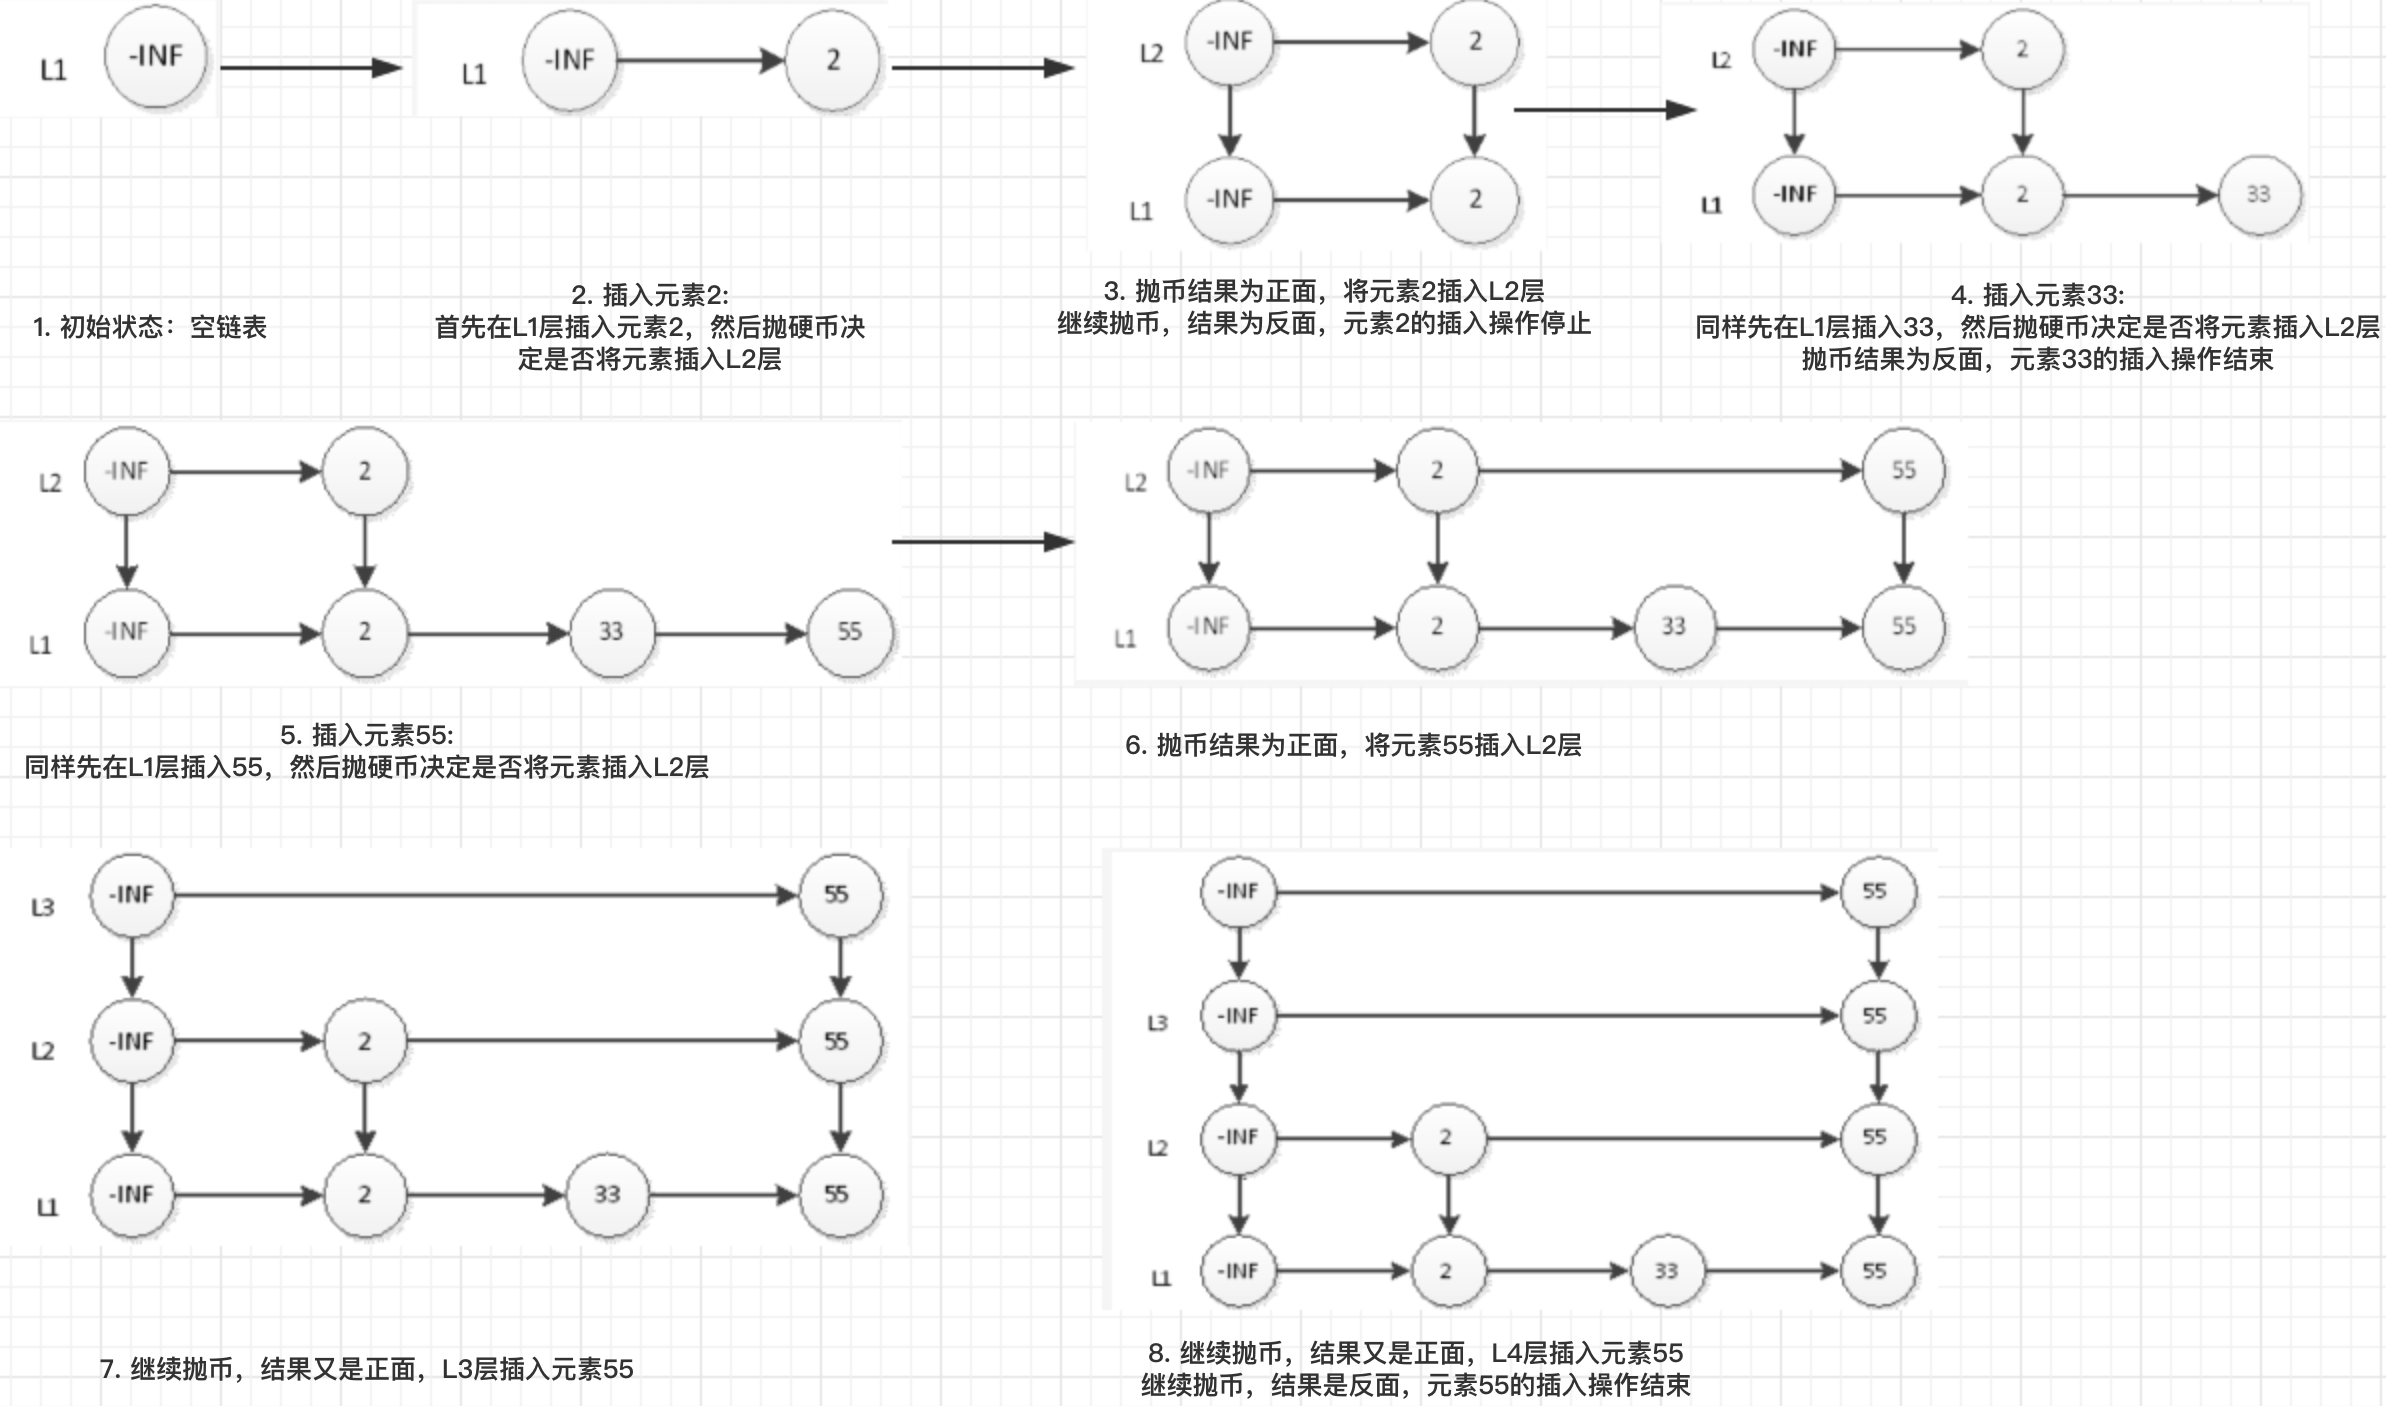 L1
-INF
L1
-INF
2
L2
-INF
2
L1
-INF
2
L2
-INF
2
L1
-INF
2
33
1. 初始状态：空链表
2. 插入元素2:
首先在L1层插入元素2，然后抛硬币决
定是否将元素插入L2层
3. 抛币结果为正面，将元素2插入L2层
继续抛币，结果为反面，元素2的插入操作停止
4. 插入元素33:
同样先在L1层插入33，然后抛硬币决定是否将元素插入L2层
抛币结果为反面，元素33的插入操作结束
L2
-INF
2
L1
-INF
2
33
55
L2
-INF
2
55
L1
-INF
2
33
55
5. 插入元素55:
同样先在L1层插入55，然后抛硬币决定是否将元素插入L2层
6. 抛币结果为正面，将元素55插入L2层
L3
-INF
55
L2
-INF
2
55
L1
-INF
2
33
55
-INF
55
L3
-INF
55
L2
-INF
2
55
L1
-INF
2
33
55
7. 继续抛币，结果又是正面，L3层插入元素55
8. 继续抛币，结果又是正面，L4层插入元素55
继续抛币，结果是反面，元素55的插入操作结束